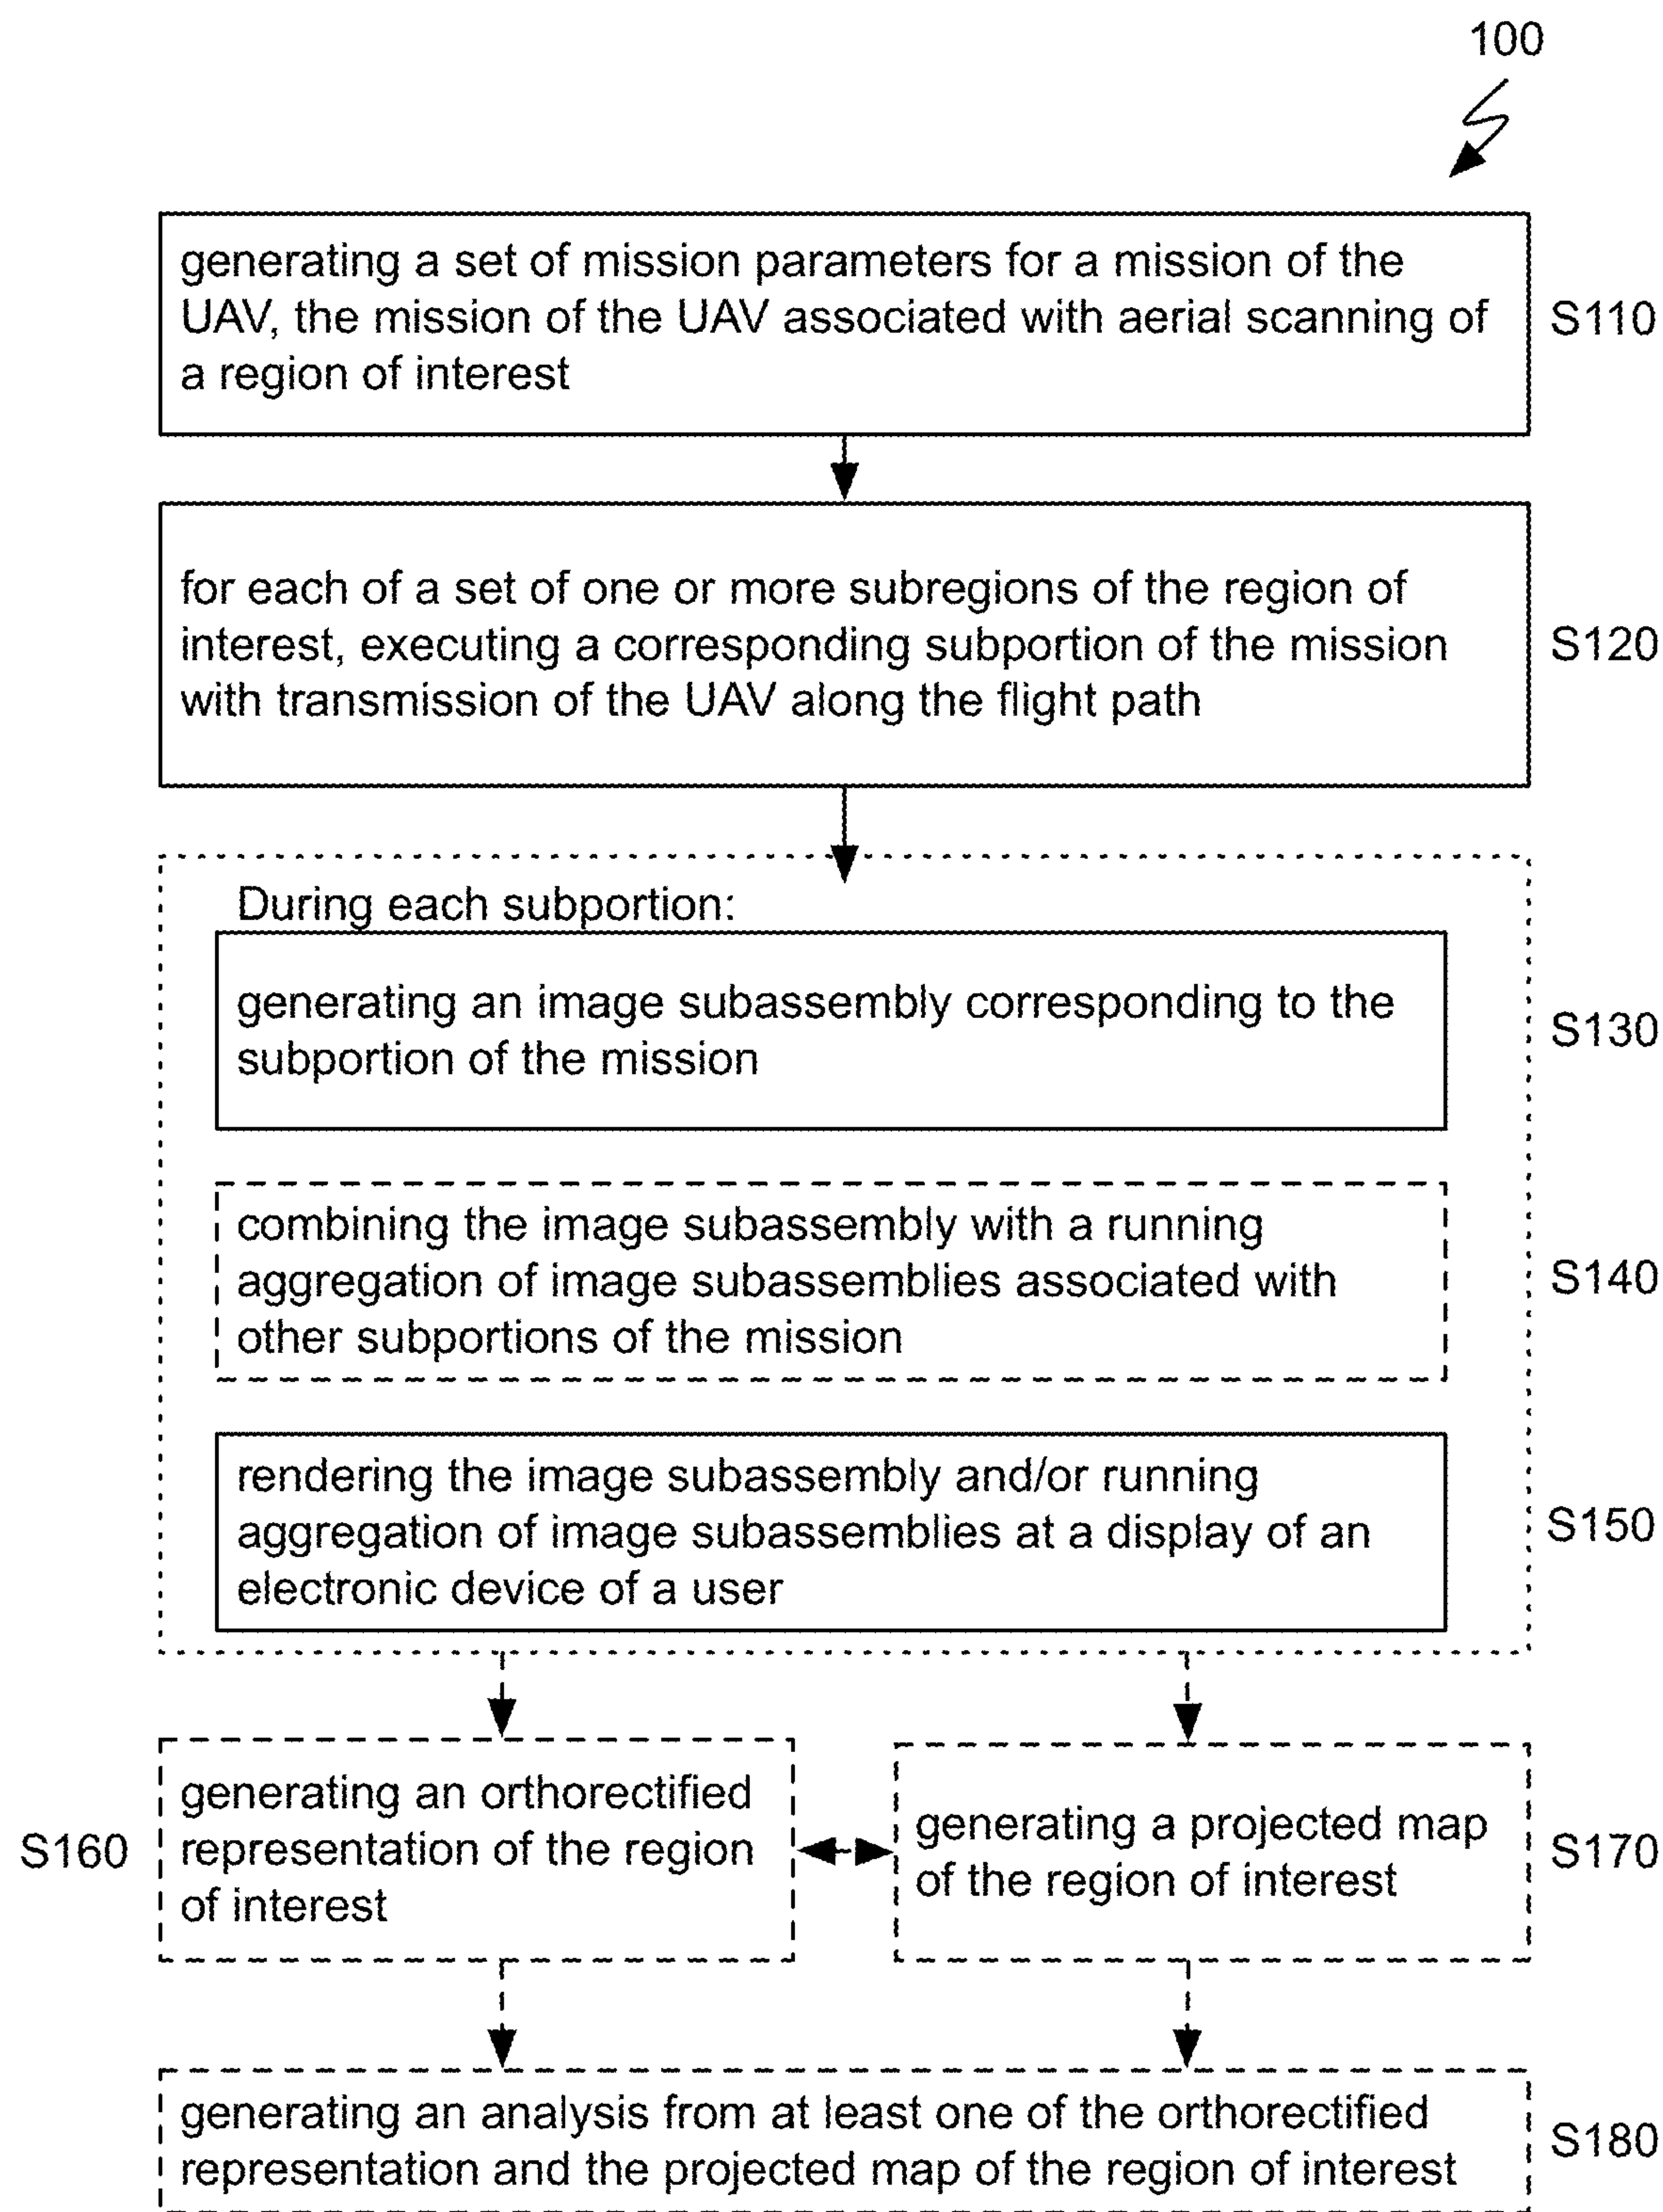 100
generating a set of mission parameters for a mission of the
UAV, the mission of the UAV associated with aerial scanning of
a region of interest
S110
for each of a set of one or more subregions of the region of
interest, executing a corresponding subportion of the mission
with transmission of the UAV along the flight path
S120
During each subportion:
generating an image subassembly corresponding to the
subportion of the mission
S130
combining the image subassembly with a running
aggregation of image subassemblies associated with
other subportions of the mission
S140
rendering the image subassembly and/or running
aggregation of image subassemblies at a display of an
electronic device of a user
S150
S160
generating an orthorectified
representation of the region
of interest
generating a projected map
of the region of interest
S170
generating an analysis from at least one of the orthorectified
representation and the projected map of the region of interest
S180